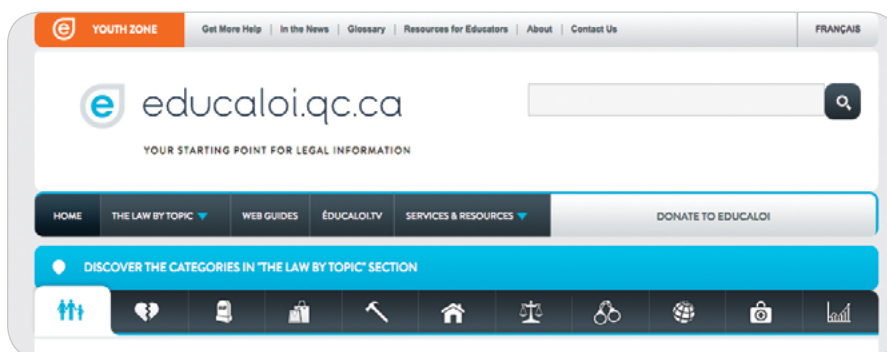 YOUTH ZONE Get More Help | In the News | Glossary | Resources for Educators | About | Contact Us FRANÇAIS
e educaloi.qc.ca
YOUR STARTING POINT FOR LEGAL INFORMATION
HOME THE LAW BY TOPIC WEB GUIDES ÉDUCALOI.TV SERVICES & RESOURCES DONATE TO EDUCALOI
DISCOVER THE CATEGORIES IN "THE LAW BY TOPIC" SECTION